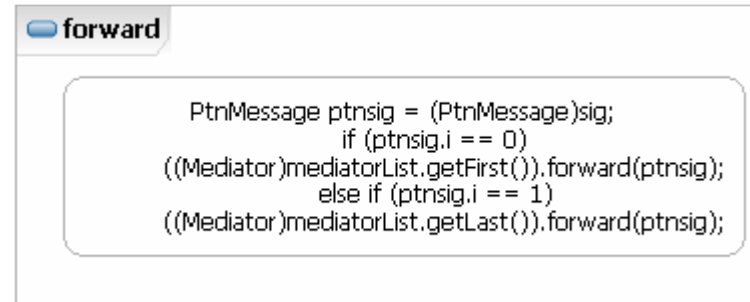 forward
PtnMessage ptnsig = (PtnMessage)sig;
if (ptnsig.i == 0)
((Mediator)mediatorList.getFirst()).forward(ptnsig);
else if (ptnsig.i == 1)
((Mediator)mediatorList.getLast()).forward(ptnsig);